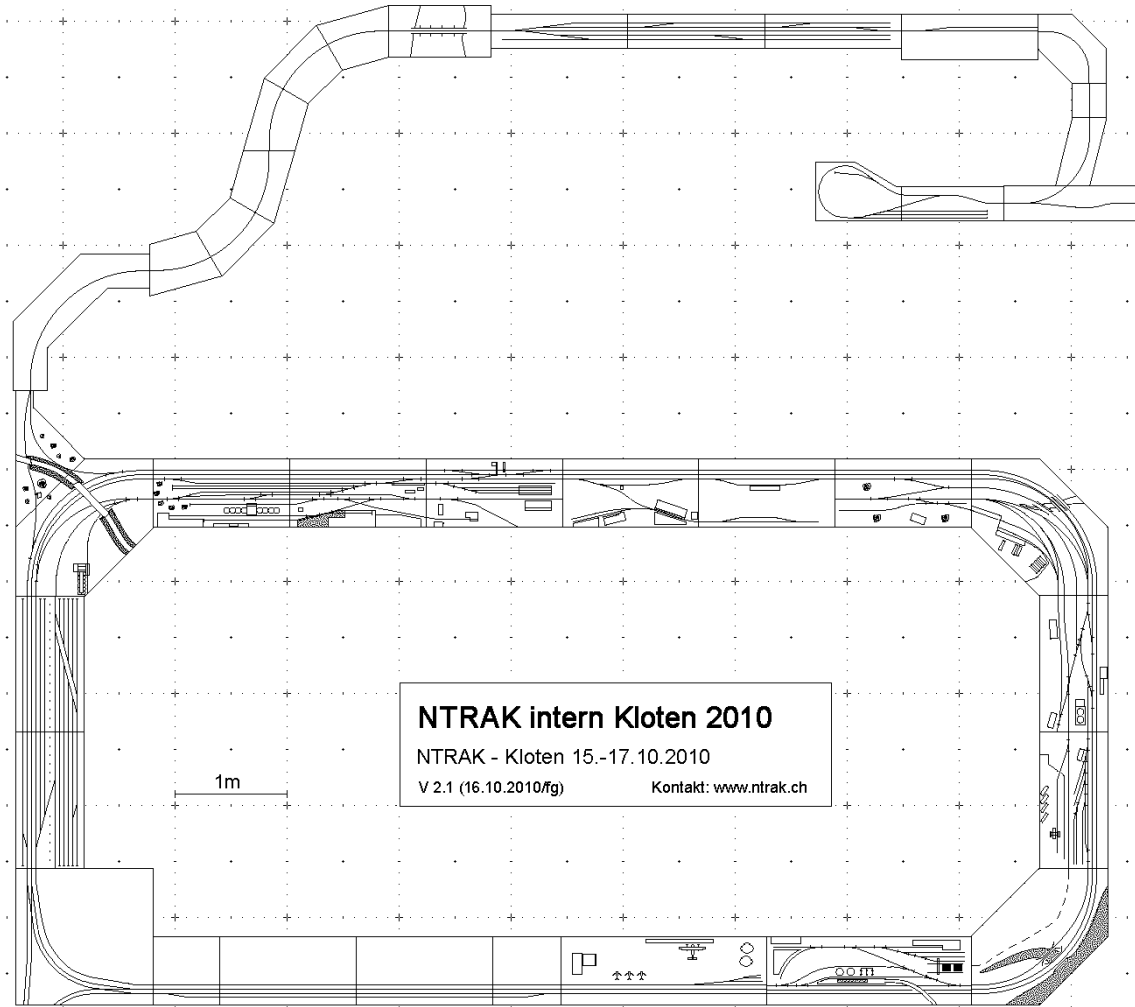 NTRAK intern Kloten 2010
NTRAK - Kloten 15.-17.10.2010
V 2.1 (16.10.2010/fg) Kontakt: www.ntrak.ch
1m